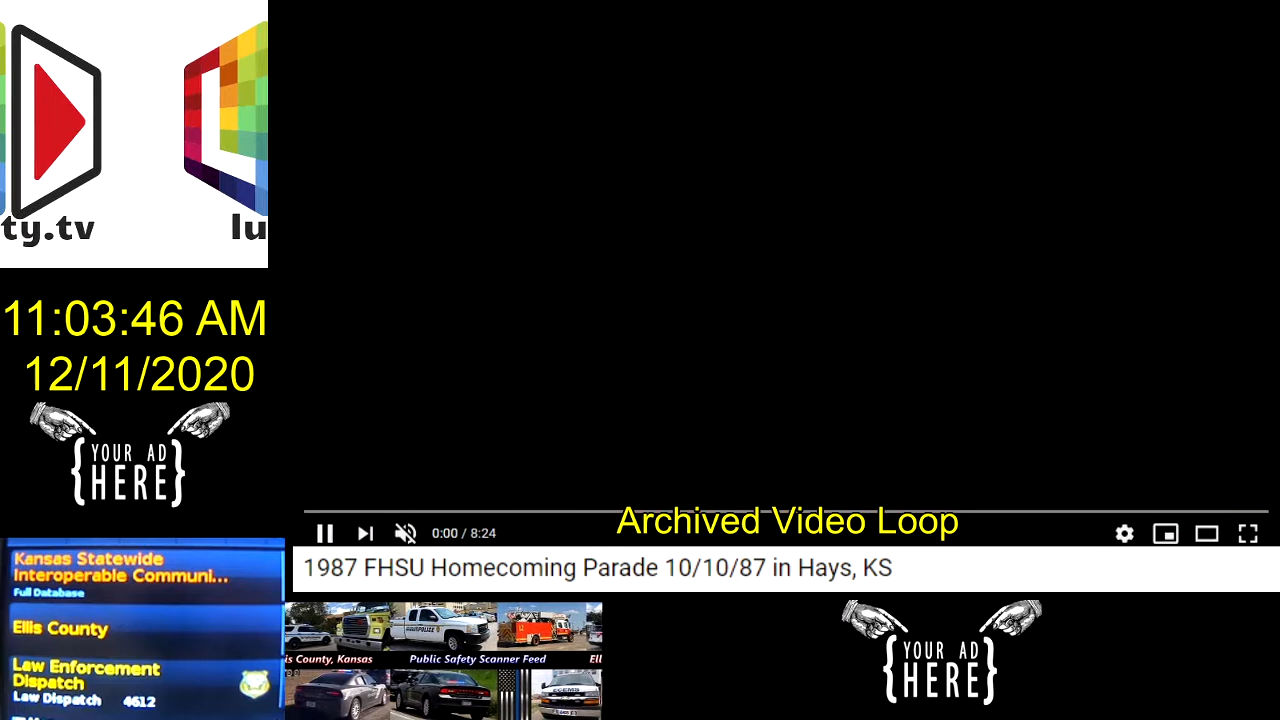 ty.tv
lu
11:03:46 AM
12/11/2020
YOUR AD
HERE
Kansas Statewide
Interoperable Communi...
Full Database
Ellis County
Law Enforcement
Dispatch
Law Dispatch 4612
0:00 / 8:24
Archived Video Loop
1987 FHSU Homecoming Parade 10/10/87 in Hays, KS
POLICE
is County, Kansas
Public Safety Scanner Feed
Ell
ECEMS
YOUR AD
HERE